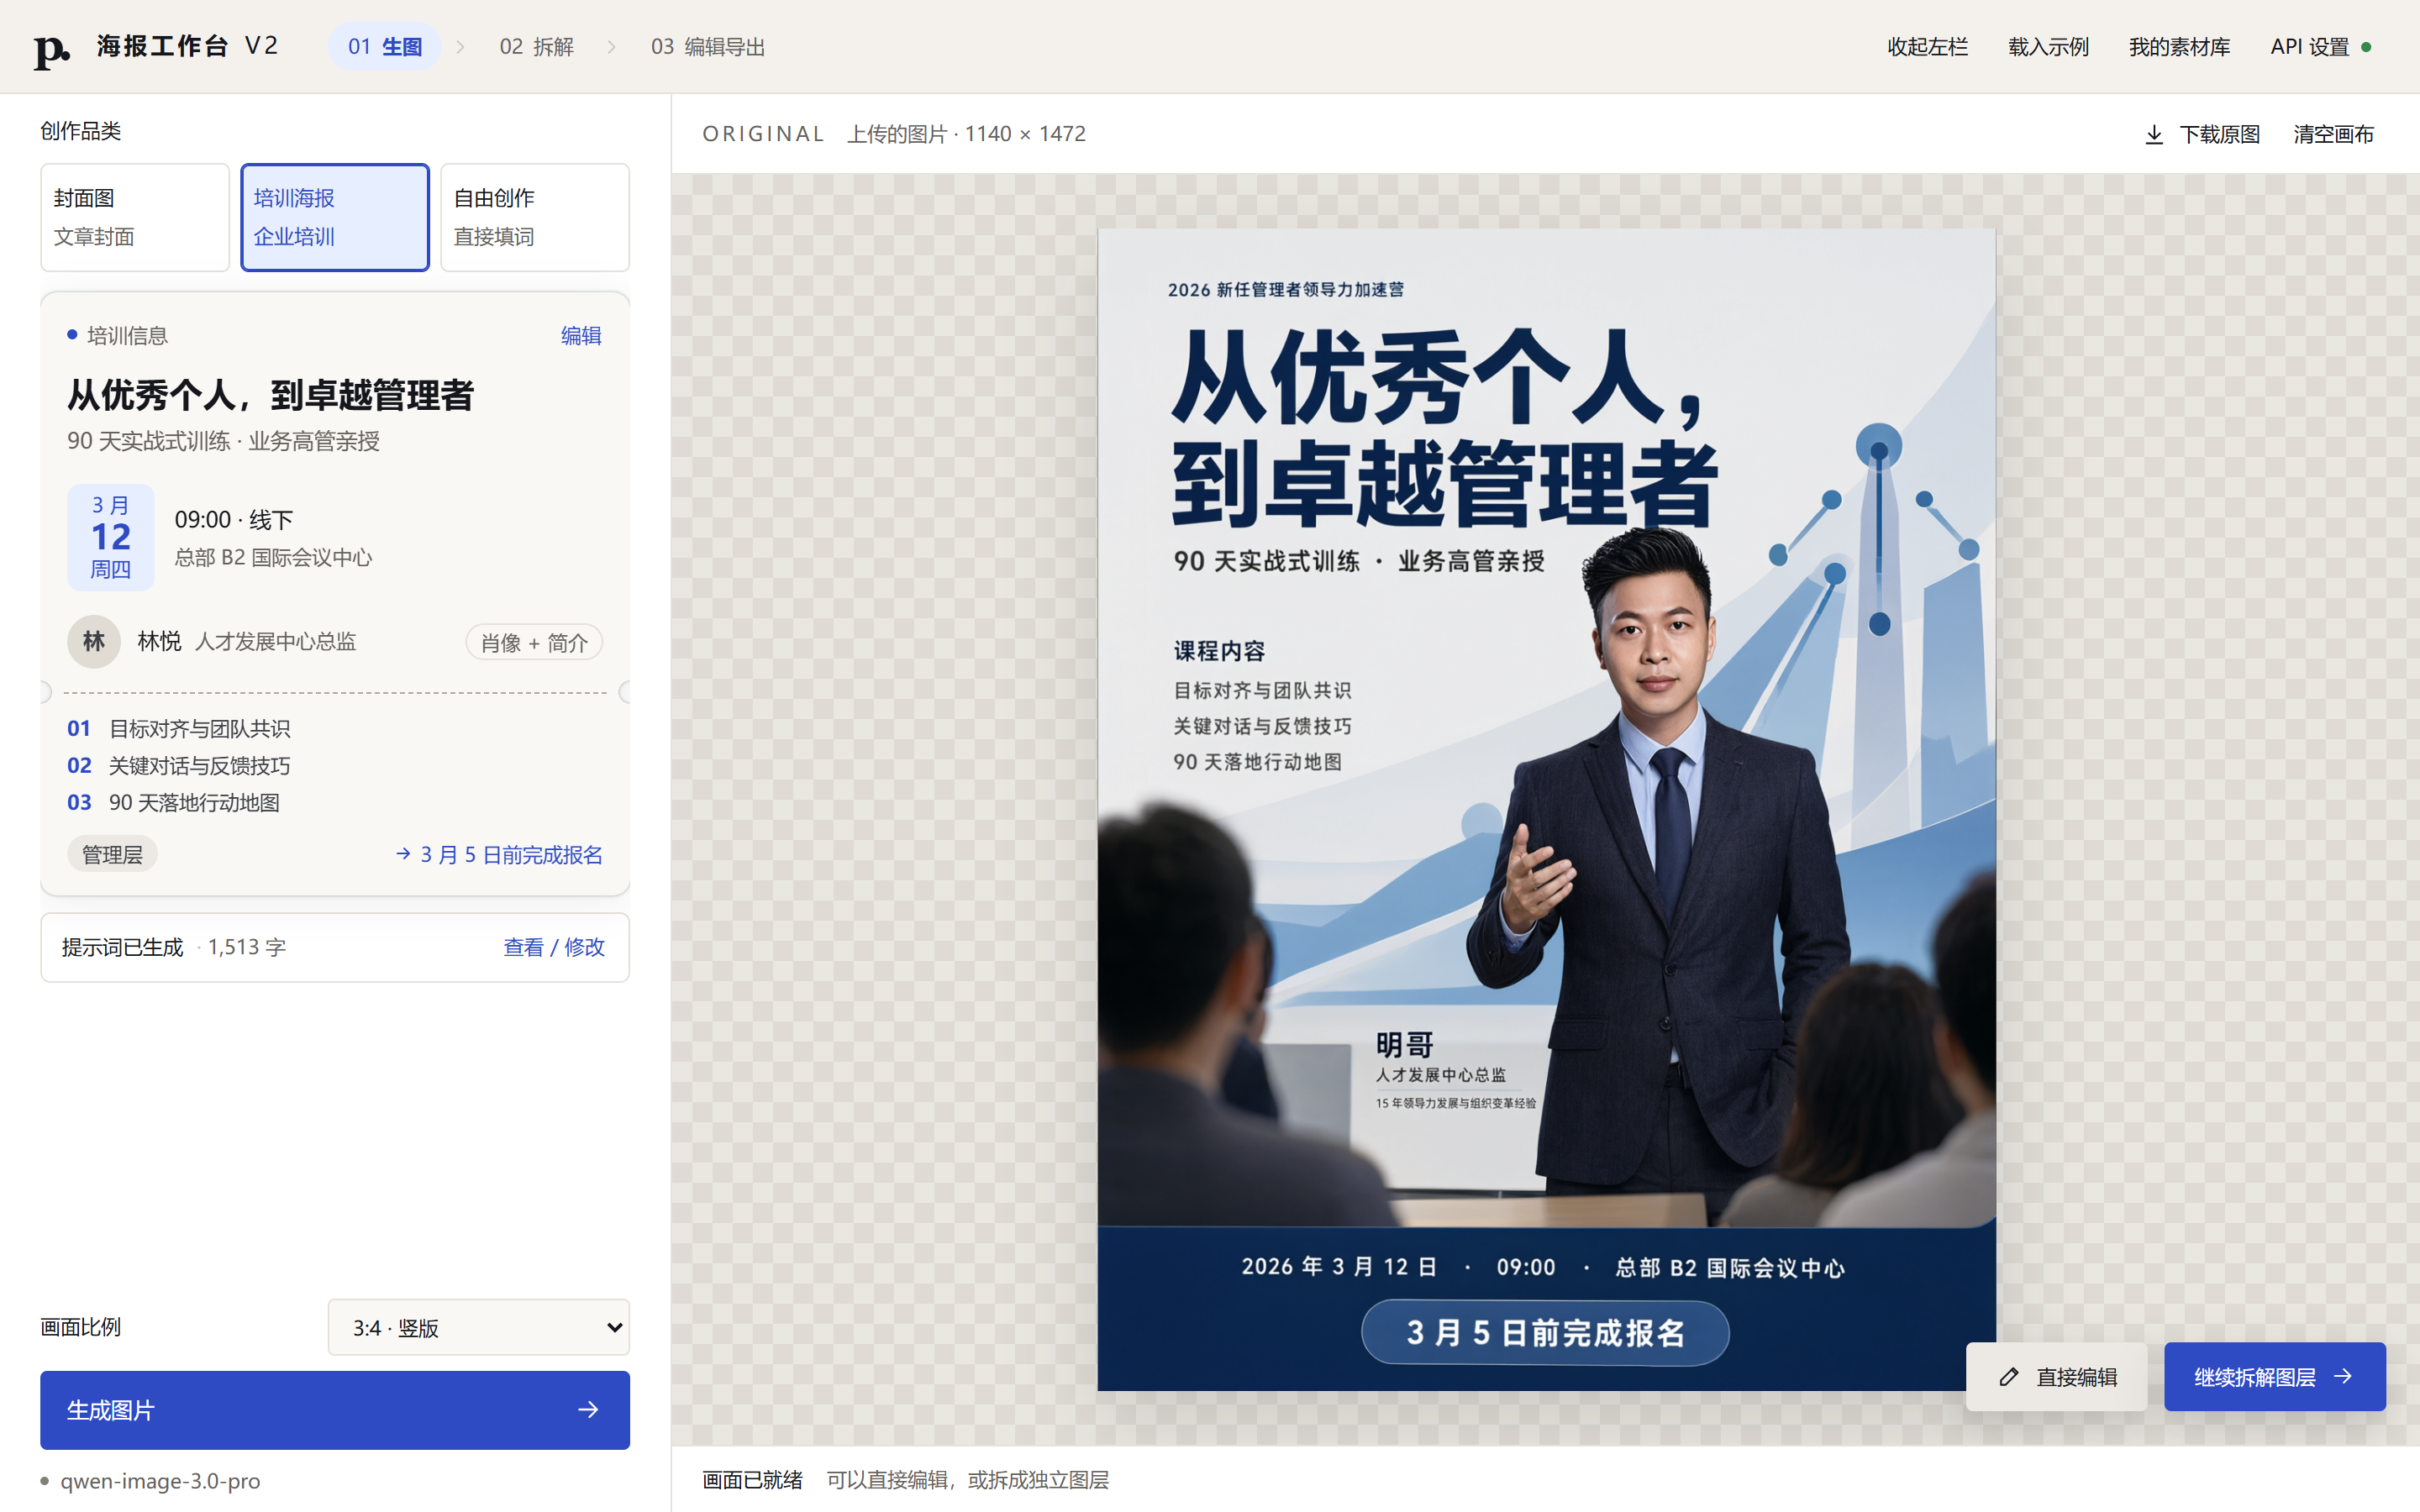 p. 海报工作台 V2
01 生图 > 02 拆解 > 03 编辑导出
收起左栏 载入示例 我的素材库 API 设置
创作品类
封面图
文章封面
培训海报
企业培训
自由创作
直接填词
培训信息 编辑
从优秀个人，到卓越管理者
90 天实战式训练 · 业务高管亲授
3 月
12
周四
09:00 · 线下
总部 B2 国际会议中心
林 林悦 人才发展中心总监 肖像 + 简介
01 目标对齐与团队共识
02 关键对话与反馈技巧
03 90 天落地行动地图
管理层 → 3 月 5 日前完成报名
提示词已生成 · 1,513 字 查看 / 修改
画面比例 3:4 · 竖版
生成图片 →
qwen-image-3.0-pro
ORIGINAL 上传的图片 · 1140 × 1472
下载原图 清空画布
2026 新任管理者领导力加速营
从优秀个人，
到卓越管理者
90 天实战式训练 · 业务高管亲授
课程内容
目标对齐与团队共识
关键对话与反馈技巧
90 天落地行动地图
明哥
人才发展中心总监
15 年领导力发展与组织变革经验
2026 年 3 月 12 日 · 09:00 · 总部 B2 国际会议中心
3 月 5 日前完成报名
直接编辑 继续拆解图层 →
画面已就绪 可以直接编辑，或拆成独立图层